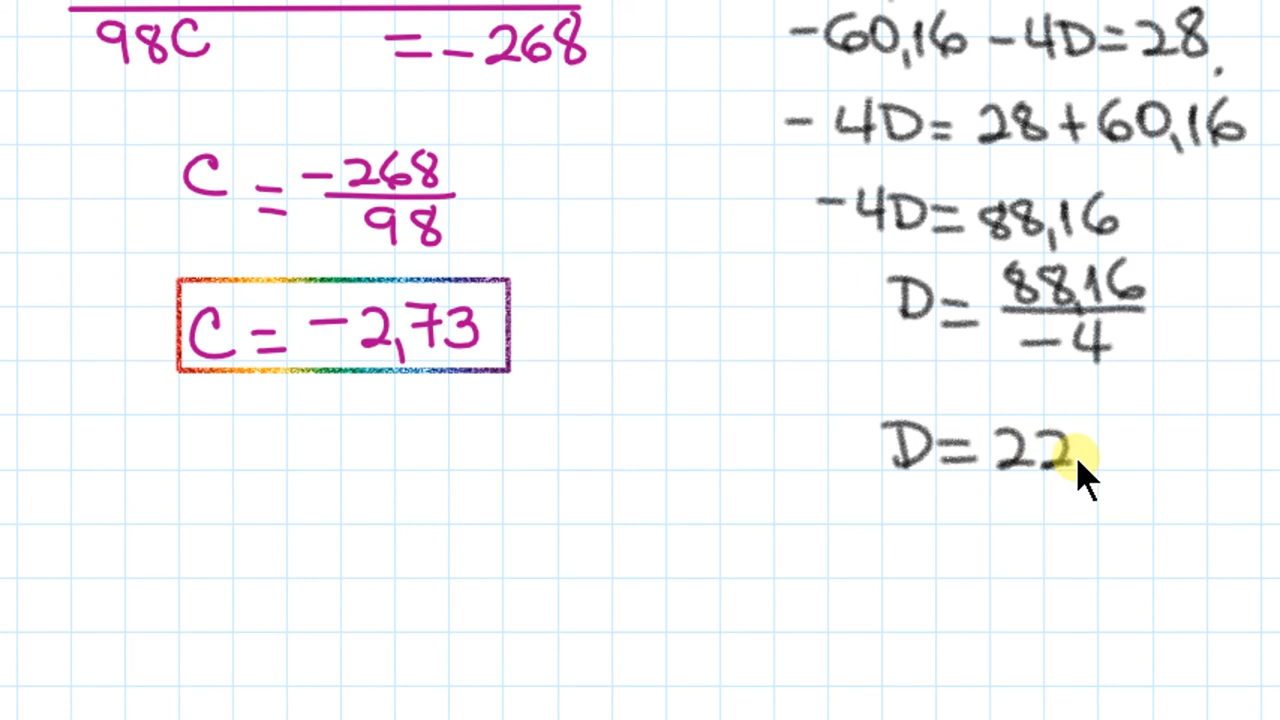 98C = - 268
C = -268/98
C = -2,73
-60,16 -4D=28
-4D= 28+60,16
-4D= 88,16
D= 88,16/-4
D= 22